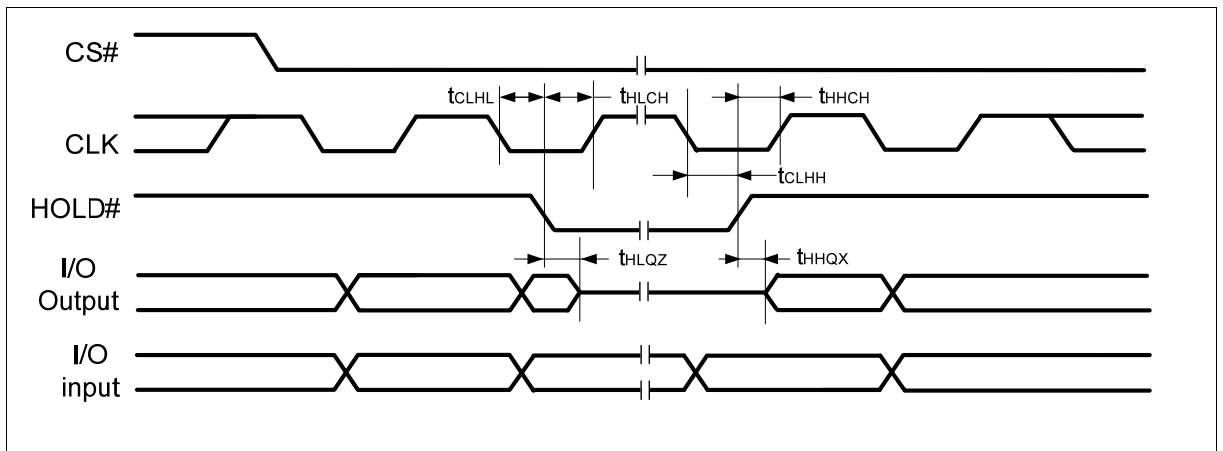 CS#
tCLHL
tHLCH
tHHCH
CLK
tCLHH
HOLD#
tHLQZ
tHHQX
I/O
Output
I/O
input